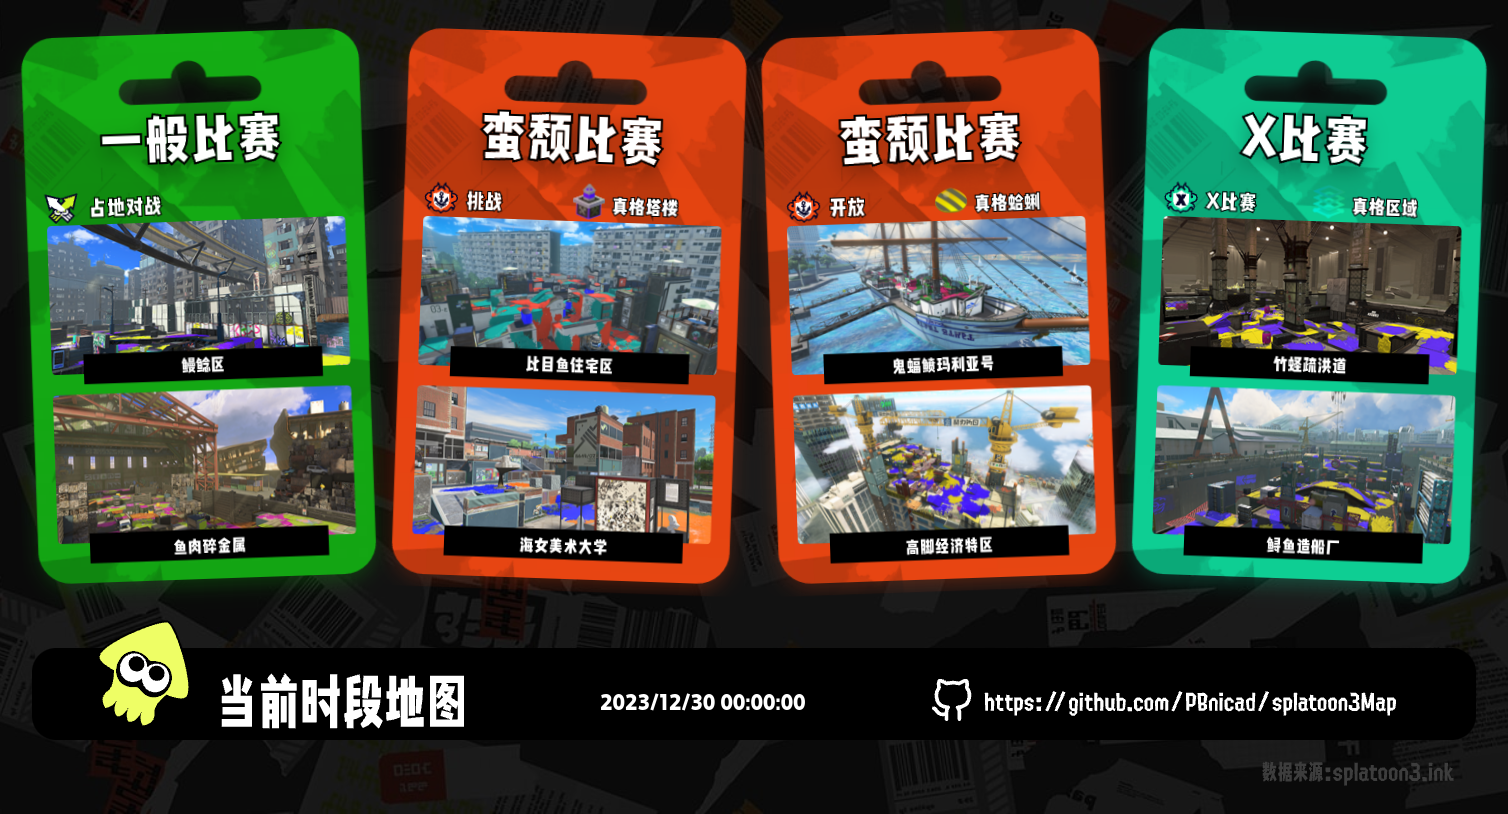 一般比赛
占地对战
鳗鲶区
鱼肉碎金属
蛮颓比赛
挑战
真格塔楼
比目鱼住宅区
海女美术大学
蛮颓比赛
开放
真格蛤蜊
鬼蝠鲼玛利亚号
高脚经济特区
X比赛
X比赛
真格区域
竹蛏疏洪道
鲟鱼造船厂
当前时段地图
2023/12/30 00:00:00
https://github.com/PBnicad/splatoon3Map
数据来源:splatoon3.ink